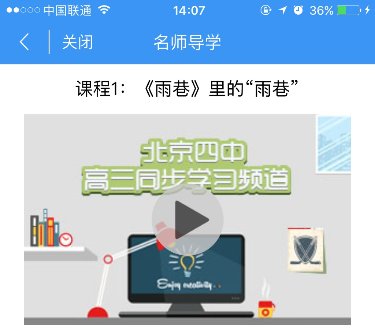 中国联通 14:07 36%
关闭 名师导学
课程1：《雨巷》里的“雨巷”
北京四中
高三同步学习频道
Enjoy creativity..